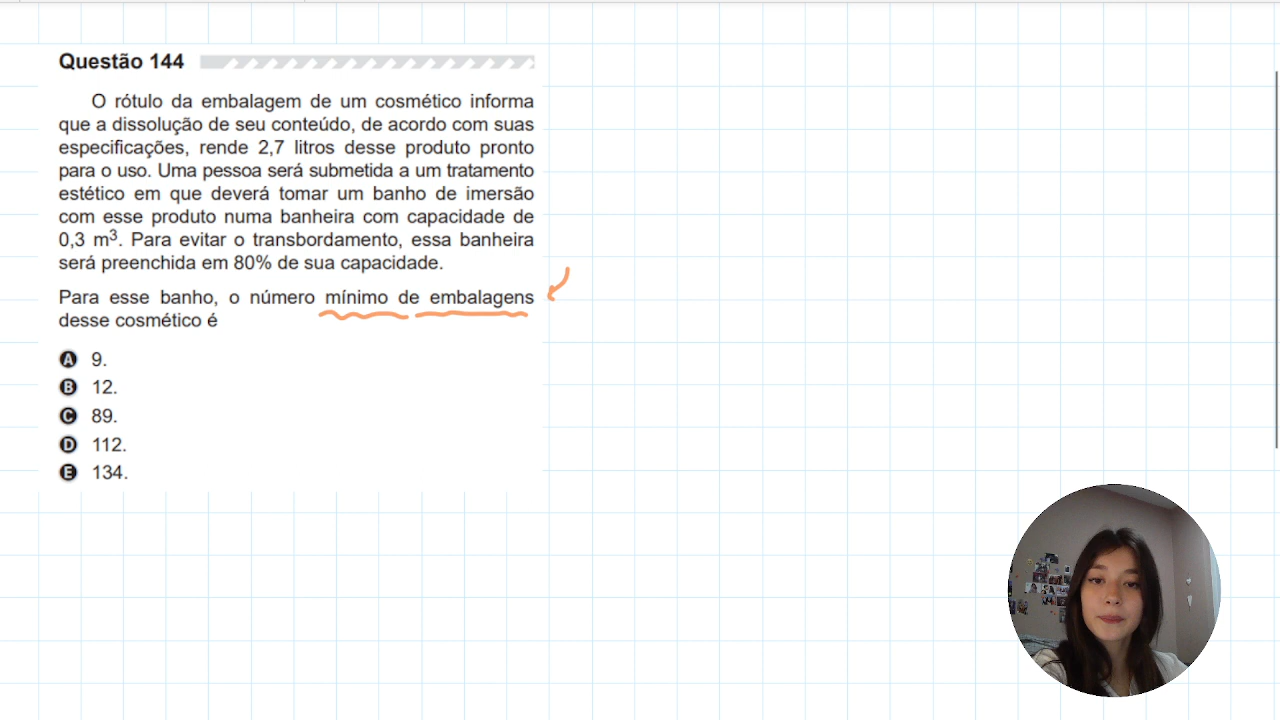 Questão 144
O rótulo da embalagem de um cosmético informa
que a dissolução de seu conteúdo, de acordo com suas
especificações, rende 2,7 litros desse produto pronto
para o uso. Uma pessoa será submetida a um tratamento
estético em que deverá tomar um banho de imersão
com esse produto numa banheira com capacidade de
0,3 m³. Para evitar o transbordamento, essa banheira
será preenchida em 80% de sua capacidade.
Para esse banho, o número mínimo de embalagens
desse cosmético é
A 9.
B 12.
C 89.
D 112.
E 134.